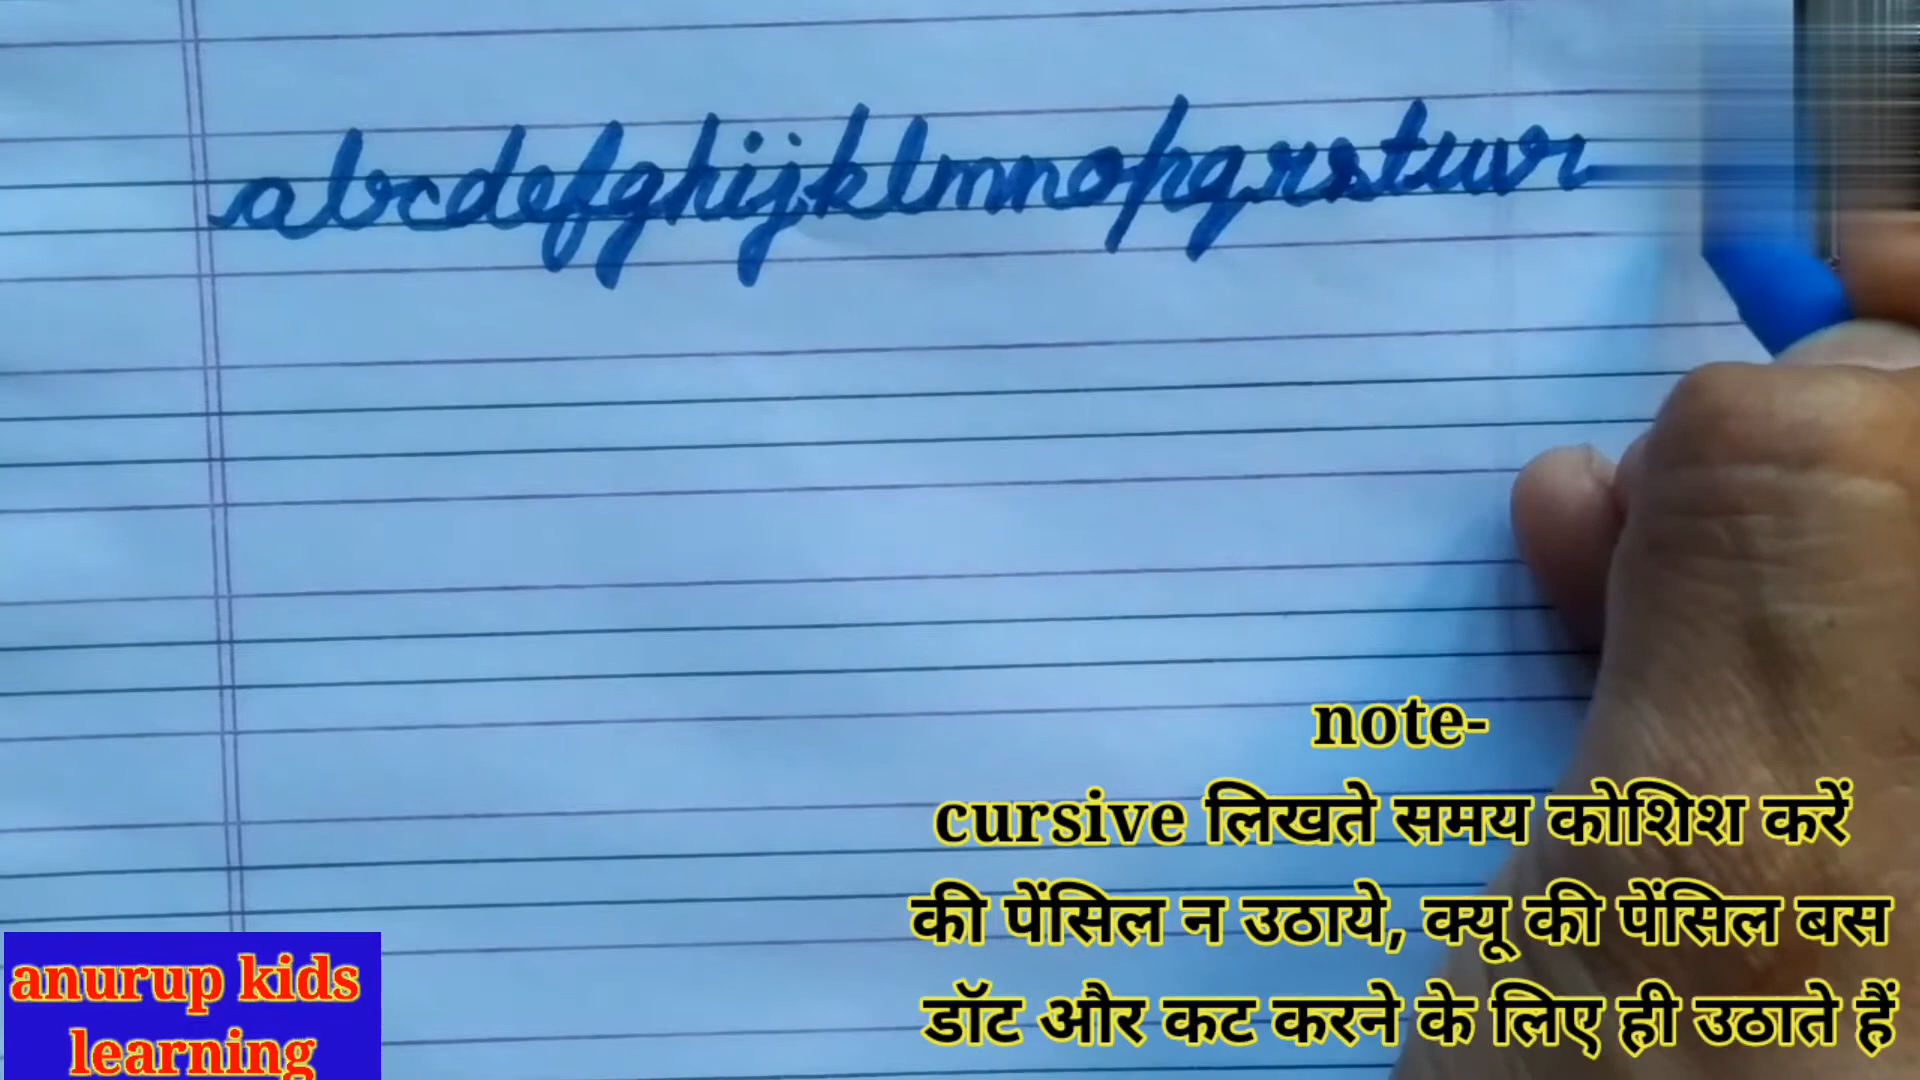 abcdefghijklmnopqrstuv
note-
cursive लिखते समय कोशिश करें
की पेंसिल न उठाये, क्यू की पेंसिल बस
डॉट और कट करने के लिए ही उठाते हैं
anurup kids
learning